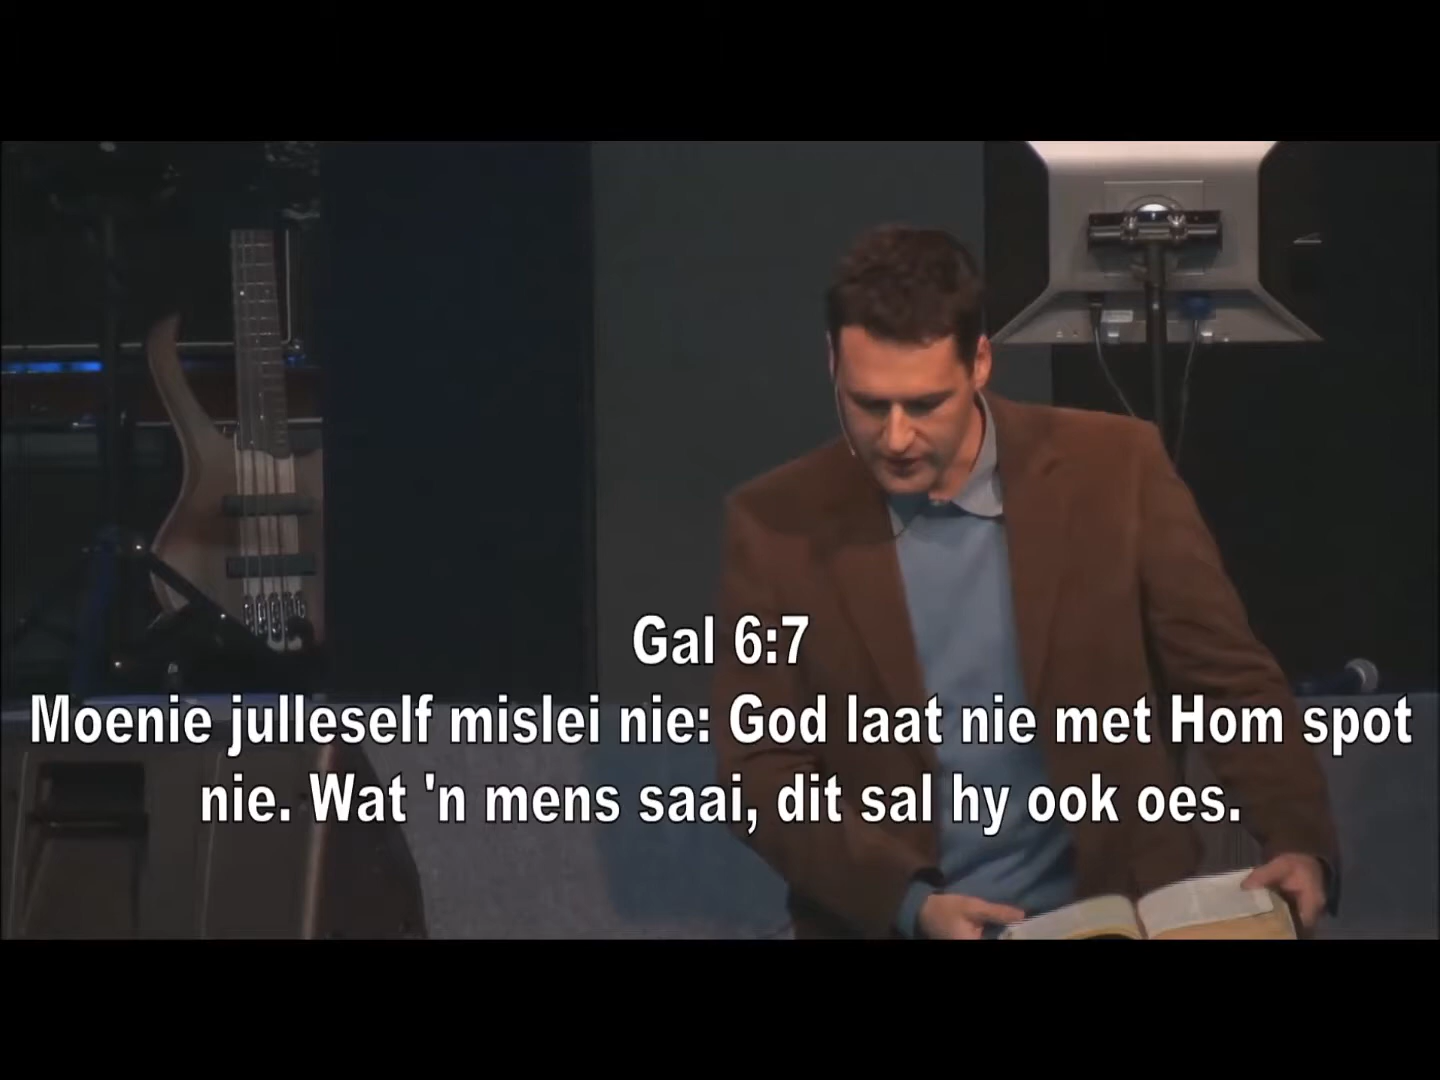 Gal 6:7
Moenie julleself mislei nie: God laat nie met Hom spot
nie. Wat 'n mens saai, dit sal hy ook oes.